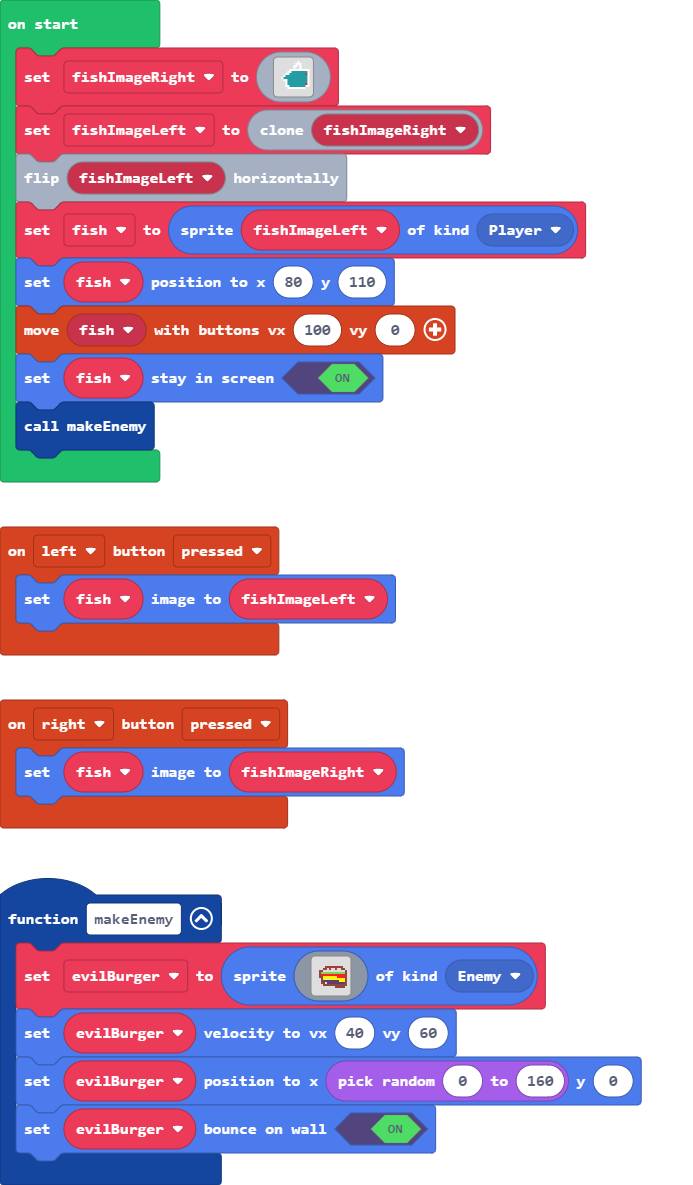 on start
set fishImageRight to
set fishImageLeft to clone fishImageRight
flip fishImageLeft horizontally
set fish to sprite fishImageLeft of kind Player
set fish position to x 80 y 110
move fish with buttons vx 100 vy 0
set fish stay in screen ON
call makeEnemy
on left button pressed
set fish image to fishImageLeft
on right button pressed
set fish image to fishImageRight
function makeEnemy
set evilBurger to sprite of kind Enemy
set evilBurger velocity to vx 40 vy 60
set evilBurger position to x pick random 0 to 160 y 0
set evilBurger bounce on wall ON